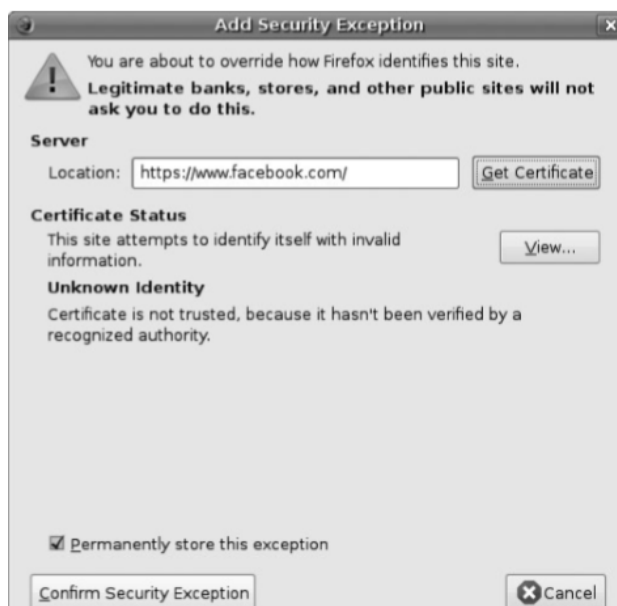 Add Security Exception
You are about to override how Firefox identifies this site.
Legitimate banks, stores, and other public sites will not
ask you to do this.
Server
Location: https://www.facebook.com/ Get Certificate
Certificate Status
This site attempts to identify itself with invalid
information.
View...
Unknown Identity
Certificate is not trusted, because it hasn't been verified by a
recognized authority.
Permanently store this exception
Confirm Security Exception Cancel